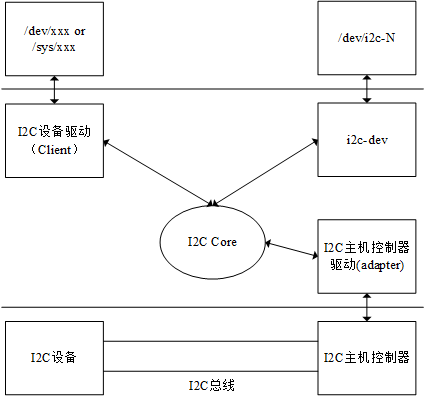 /dev/xxx or
/sys/xxx
/dev/i2c-N
I2C设备驱动
（Client）
i2c-dev
I2C Core
I2C主机控制器
驱动(adapter)
I2C设备
I2C总线
I2C主机控制器